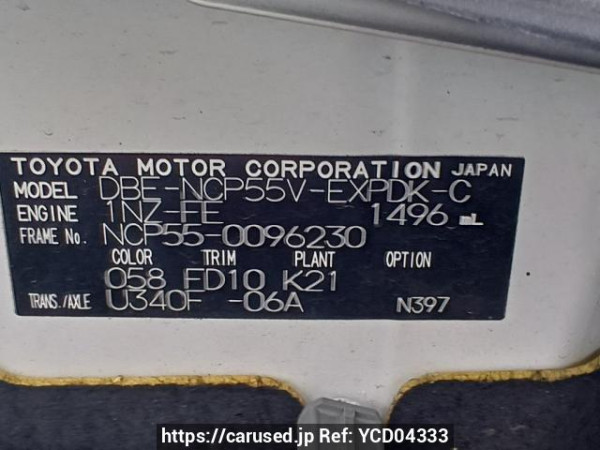 TOYOTA MOTOR CORPORATION JAPAN
MODEL DBE-NCP55V-EXPDK-C
ENGINE 1NZ-FE 1496 mL
FRAME No. NCP55-0096230
COLOR TRIM PLANT OPTION
058 FD10 K21
TRANS./AXLE U340F -06A N397
https://carused.jp Ref: YCD04333